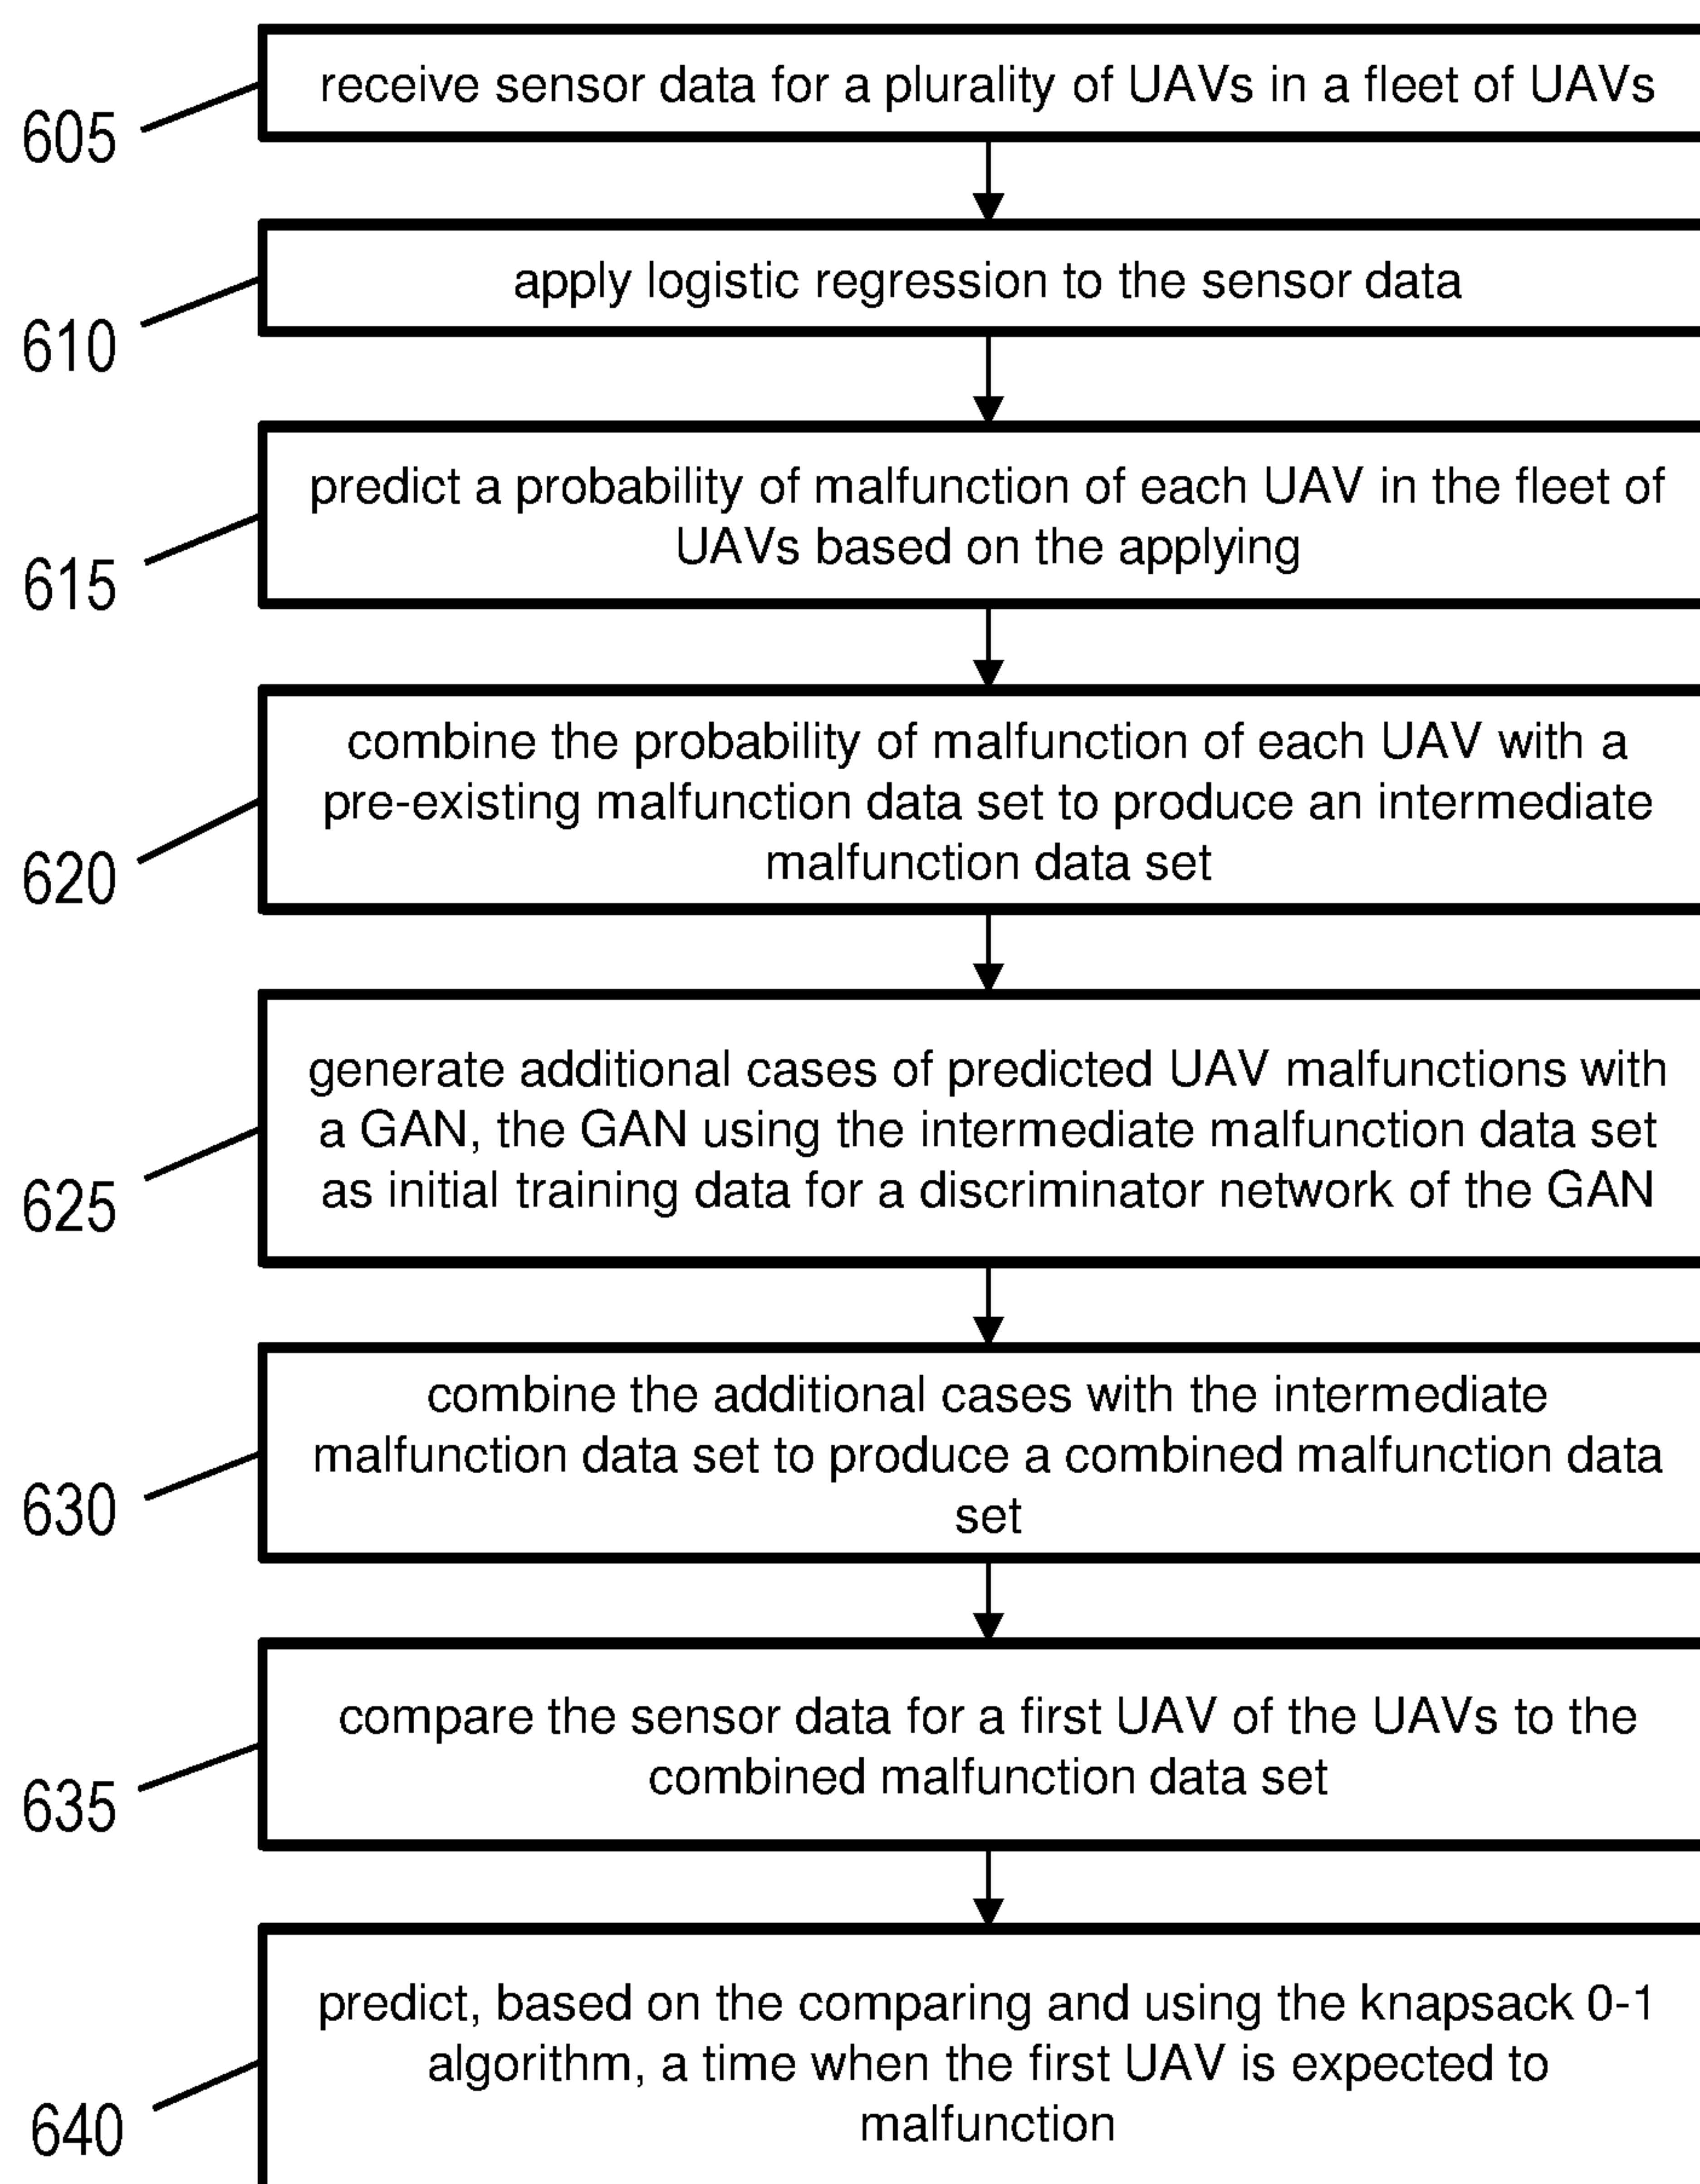 receive sensor data for a plurality of UAVs in a fleet of UAVs
605
apply logistic regression to the sensor data
610
predict a probability of malfunction of each UAV in the fleet of
UAVs based on the applying
615
combine the probability of malfunction of each UAV with a
pre-existing malfunction data set to produce an intermediate
malfunction data set
620
generate additional cases of predicted UAV malfunctions with
a GAN, the GAN using the intermediate malfunction data set
as initial training data for a discriminator network of the GAN
625
combine the additional cases with the intermediate
malfunction data set to produce a combined malfunction data
set
630
compare the sensor data for a first UAV of the UAVs to the
combined malfunction data set
635
predict, based on the comparing and using the knapsack 0-1
algorithm, a time when the first UAV is expected to
malfunction
640